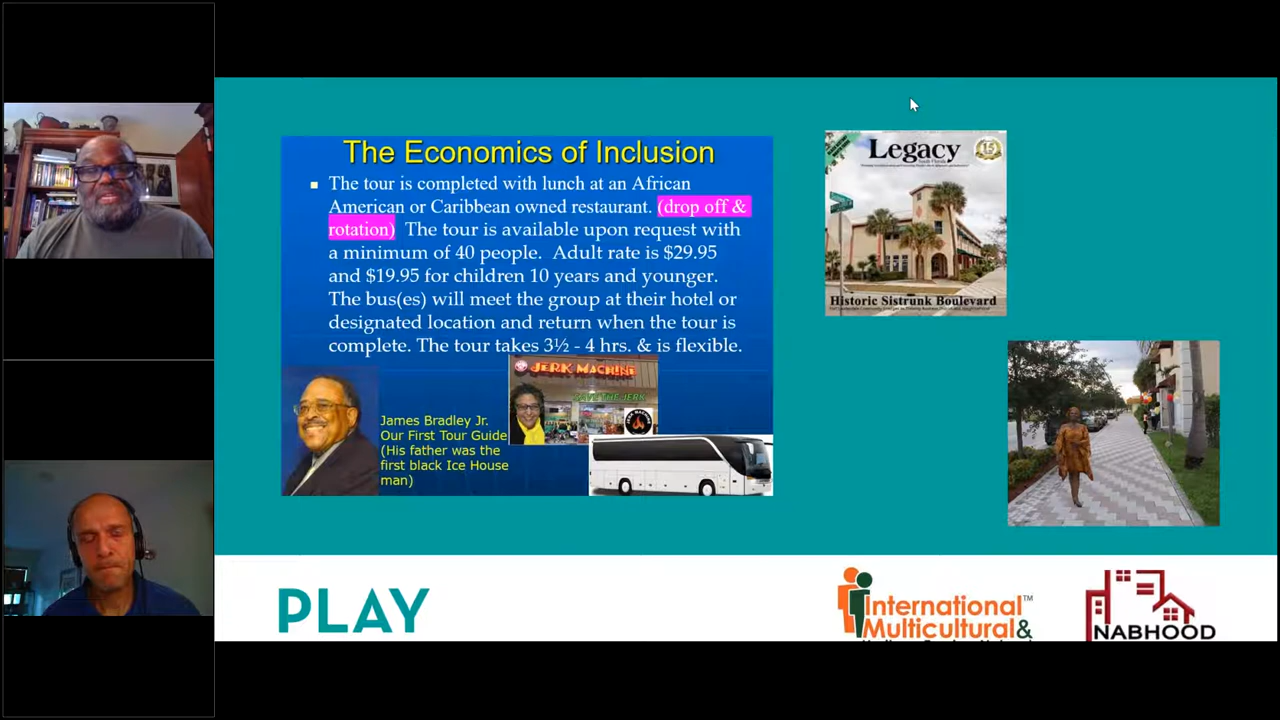 The Economics of Inclusion
The tour is completed with lunch at an African
American or Caribbean owned restaurant. (drop off &
rotation) The tour is available upon request with
a minimum of 40 people. Adult rate is $29.95
and $19.95 for children 10 years and younger.
The bus(es) will meet the group at their hotel or
designated location and return when the tour is
complete. The tour takes 3½ - 4 hrs. & is flexible.
James Bradley Jr.
Our First Tour Guide
(His father was the
first black Ice House
man)
JERK MACHINE
Legacy
15
Historic Sistrunk Boulevard
PLAY
International™
Multicultural&
NABHOOD